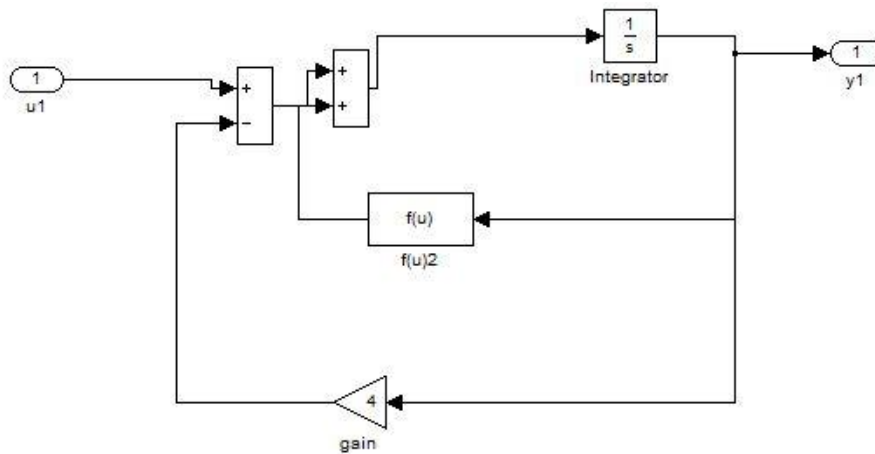 1
u1
+
−
+
+
1
s
Integrator
1
y1
f(u)
f(u)2
4
gain